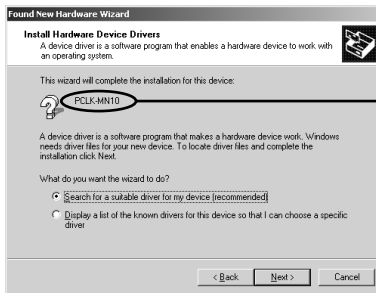 Found New Hardware Wizard
Install Hardware Device Drivers
A device driver is a software program that enables a hardware device to work with
an operating system.
This wizard will complete the installation for this device:
PCLK-MN10
A device driver is a software program that makes a hardware device work. Windows
needs driver files for your new device. To locate driver files and complete the
installation click Next.
What do you want the wizard to do?
Search for a suitable driver for my device (recommended)
Display a list of the known drivers for this device so that I can choose a specific
driver
< Back Next > Cancel